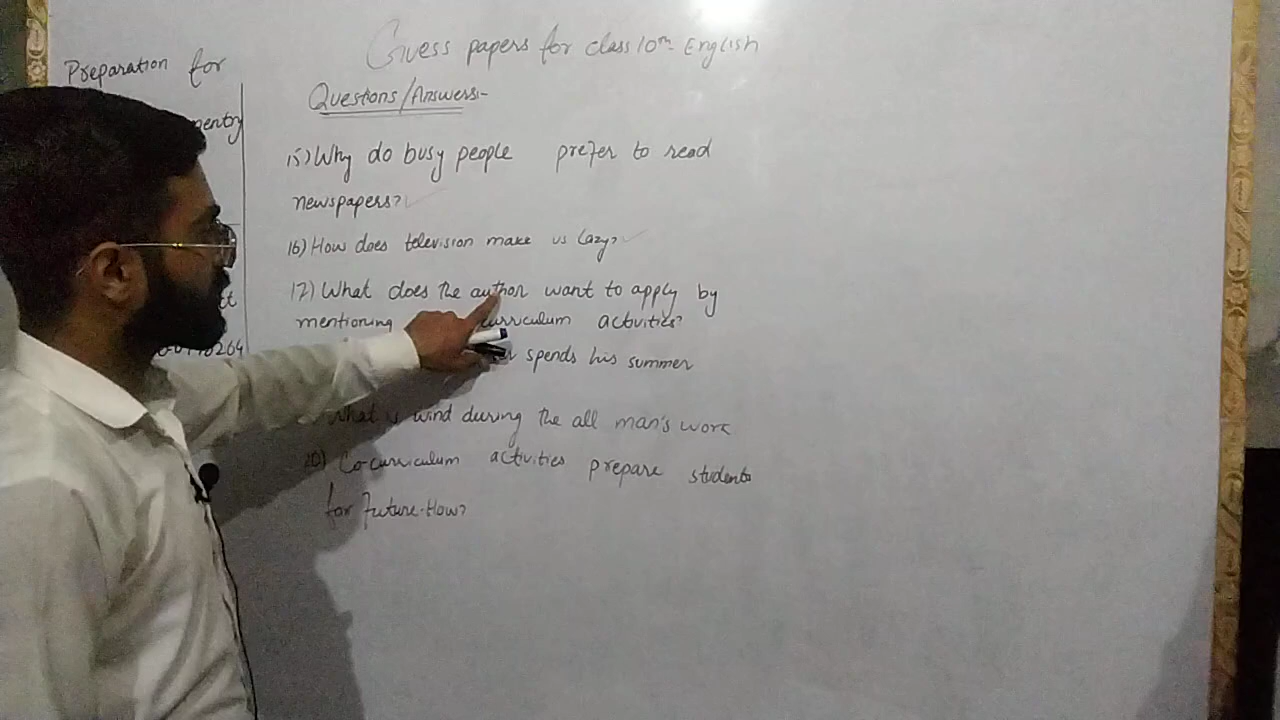 Guess papers for class 10th English
Preparation for
Questions/Answers:-
15) Why do busy people prefer to read
newspapers?
16) How does television make us Lazy?
17) What does the author want to apply by
mentioning curriculum activities?
spends his summer
what is wind during the all man's work
20) Co-curriculum activities prepare students
for Future. How?